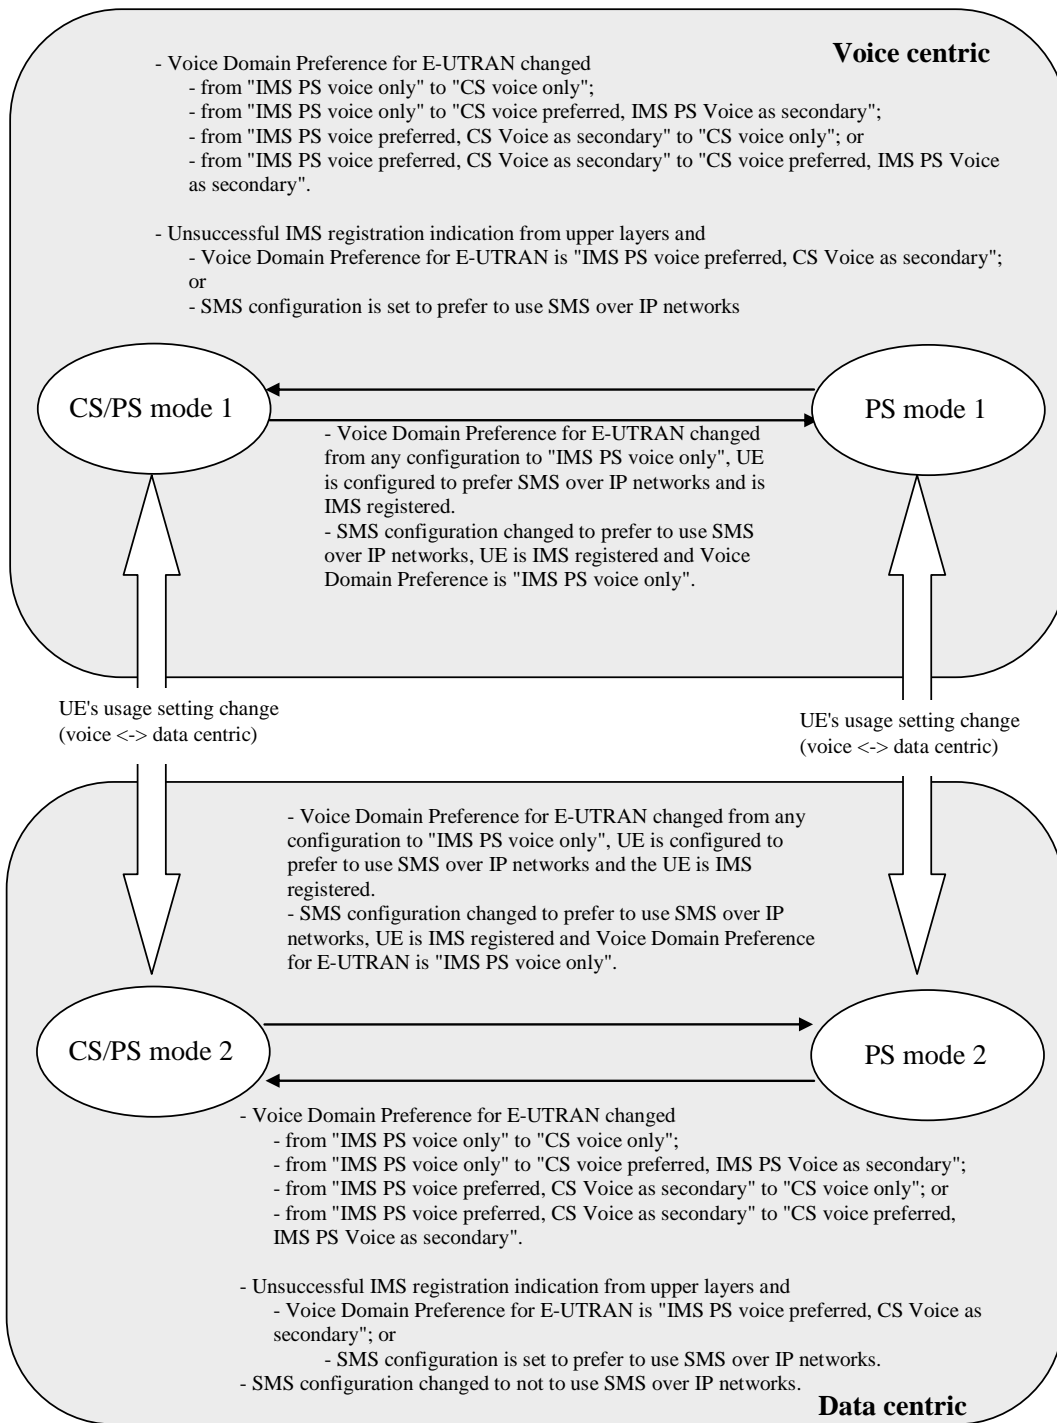 Voice centric
- Voice Domain Preference for E-UTRAN changed
- from "IMS PS voice only" to "CS voice only";
- from "IMS PS voice only" to "CS voice preferred, IMS PS Voice as secondary";
- from "IMS PS voice preferred, CS Voice as secondary" to "CS voice only"; or
- from "IMS PS voice preferred, CS Voice as secondary" to "CS voice preferred, IMS PS Voice
as secondary".
- Unsuccessful IMS registration indication from upper layers and
- Voice Domain Preference for E-UTRAN is "IMS PS voice preferred, CS Voice as secondary";
or
- SMS configuration is set to prefer to use SMS over IP networks
CS/PS mode 1
PS mode 1
- Voice Domain Preference for E-UTRAN changed
from any configuration to "IMS PS voice only", UE
is configured to prefer SMS over IP networks and is
IMS registered.
- SMS configuration changed to prefer to use SMS
over IP networks, UE is IMS registered and Voice
Domain Preference is "IMS PS voice only".
UE's usage setting change
(voice <-> data centric)
UE's usage setting change
(voice <-> data centric)
- Voice Domain Preference for E-UTRAN changed from any
configuration to "IMS PS voice only", UE is configured to
prefer to use SMS over IP networks and the UE is IMS
registered.
- SMS configuration changed to prefer to use SMS over IP
networks, UE is IMS registered and Voice Domain Preference
for E-UTRAN is "IMS PS voice only".
CS/PS mode 2
PS mode 2
- Voice Domain Preference for E-UTRAN changed
- from "IMS PS voice only" to "CS voice only";
- from "IMS PS voice only" to "CS voice preferred, IMS PS Voice as secondary";
- from "IMS PS voice preferred, CS Voice as secondary" to "CS voice only"; or
- from "IMS PS voice preferred, CS Voice as secondary" to "CS voice preferred,
IMS PS Voice as secondary".
- Unsuccessful IMS registration indication from upper layers and
- Voice Domain Preference for E-UTRAN is "IMS PS voice preferred, CS Voice as
secondary"; or
- SMS configuration is set to prefer to use SMS over IP networks.
- SMS configuration changed to not to use SMS over IP networks.
Data centric